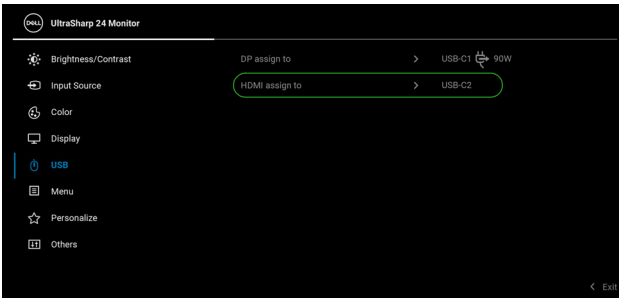 DELL UltraSharp 24 Monitor
Brightness/Contrast
Input Source
Color
Display
USB
Menu
Personalize
Others
DP assign to > USB-C1 90W
HDMI assign to > USB-C2
< Exit